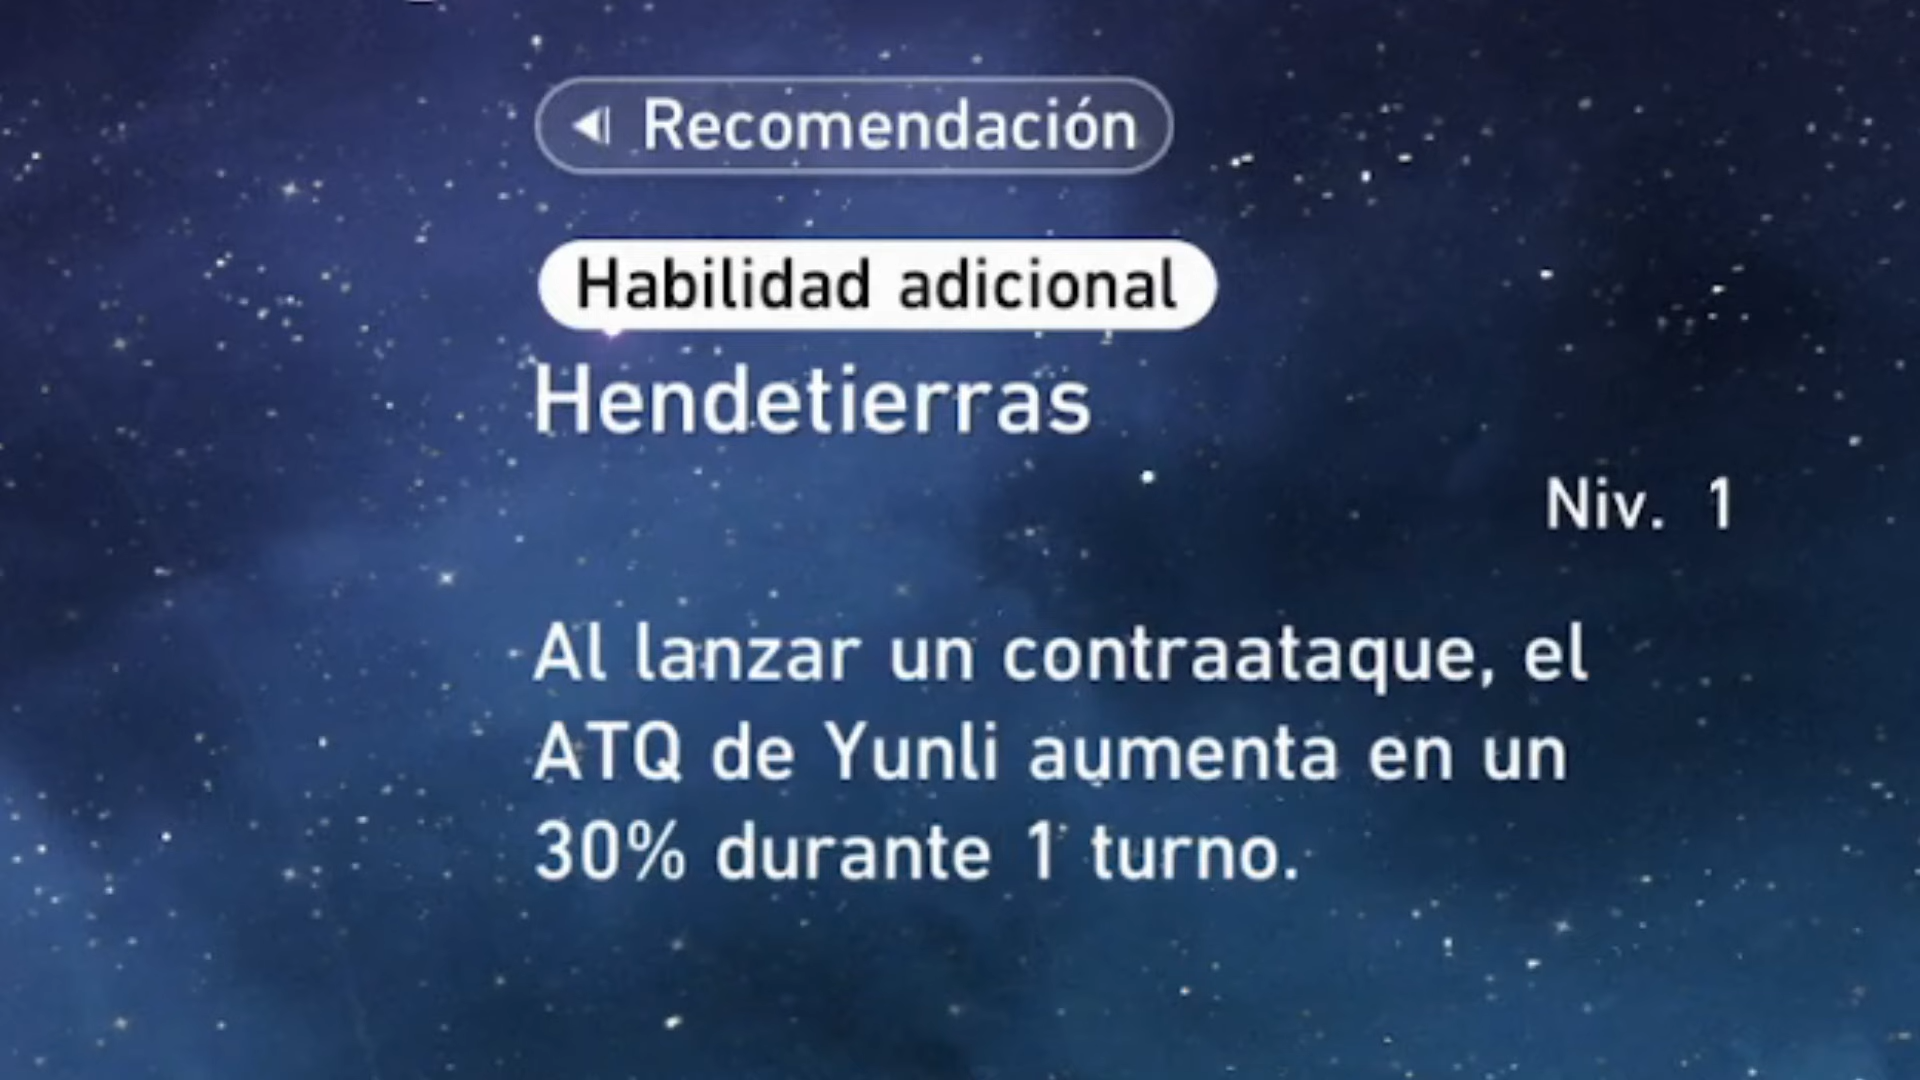 Recomendación
Habilidad adicional
Hendetierras
Niv. 1
Al lanzar un contraataque, el
ATQ de Yunli aumenta en un
30% durante 1 turno.